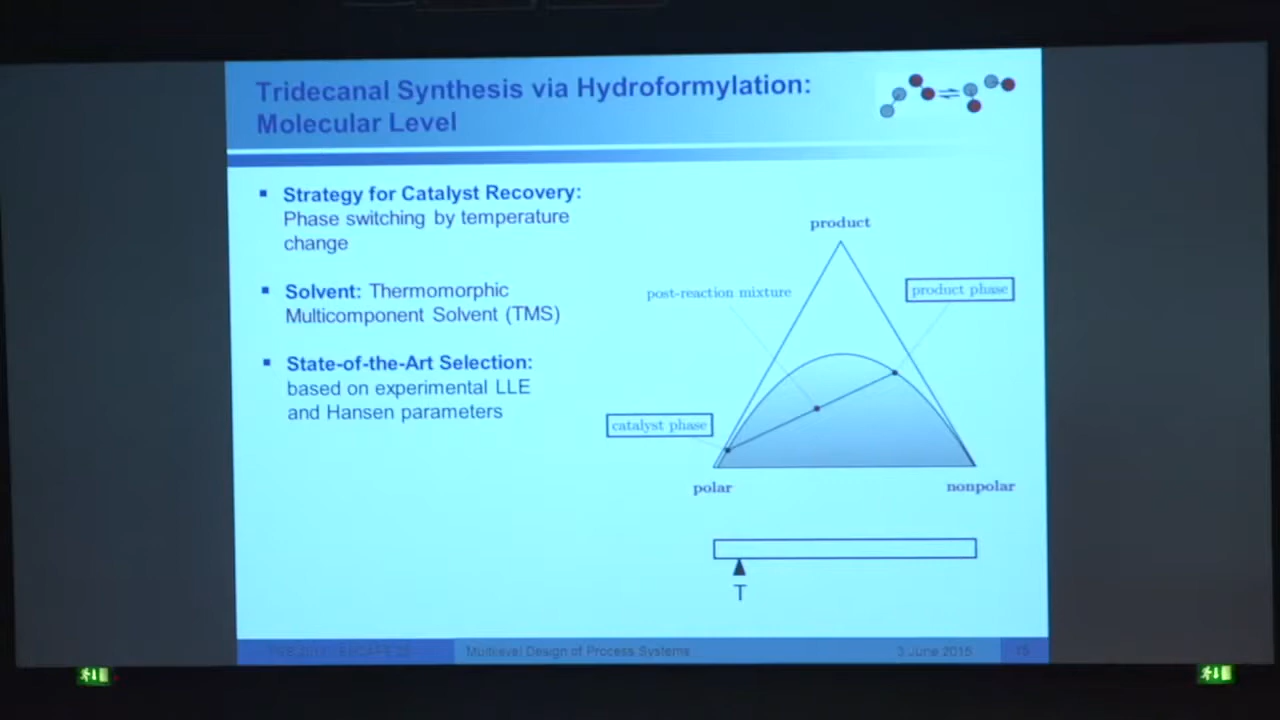 Tridecanal Synthesis via Hydroformylation:
Molecular Level
Strategy for Catalyst Recovery:
Phase switching by temperature
change
Solvent: Thermomorphic
Multicomponent Solvent (TMS)
State-of-the-Art Selection:
based on experimental LLE
and Hansen parameters
product
post-reaction mixture
product phase
catalyst phase
polar
nonpolar
T
Multilevel Design of Process Systems
3 June 2015
15